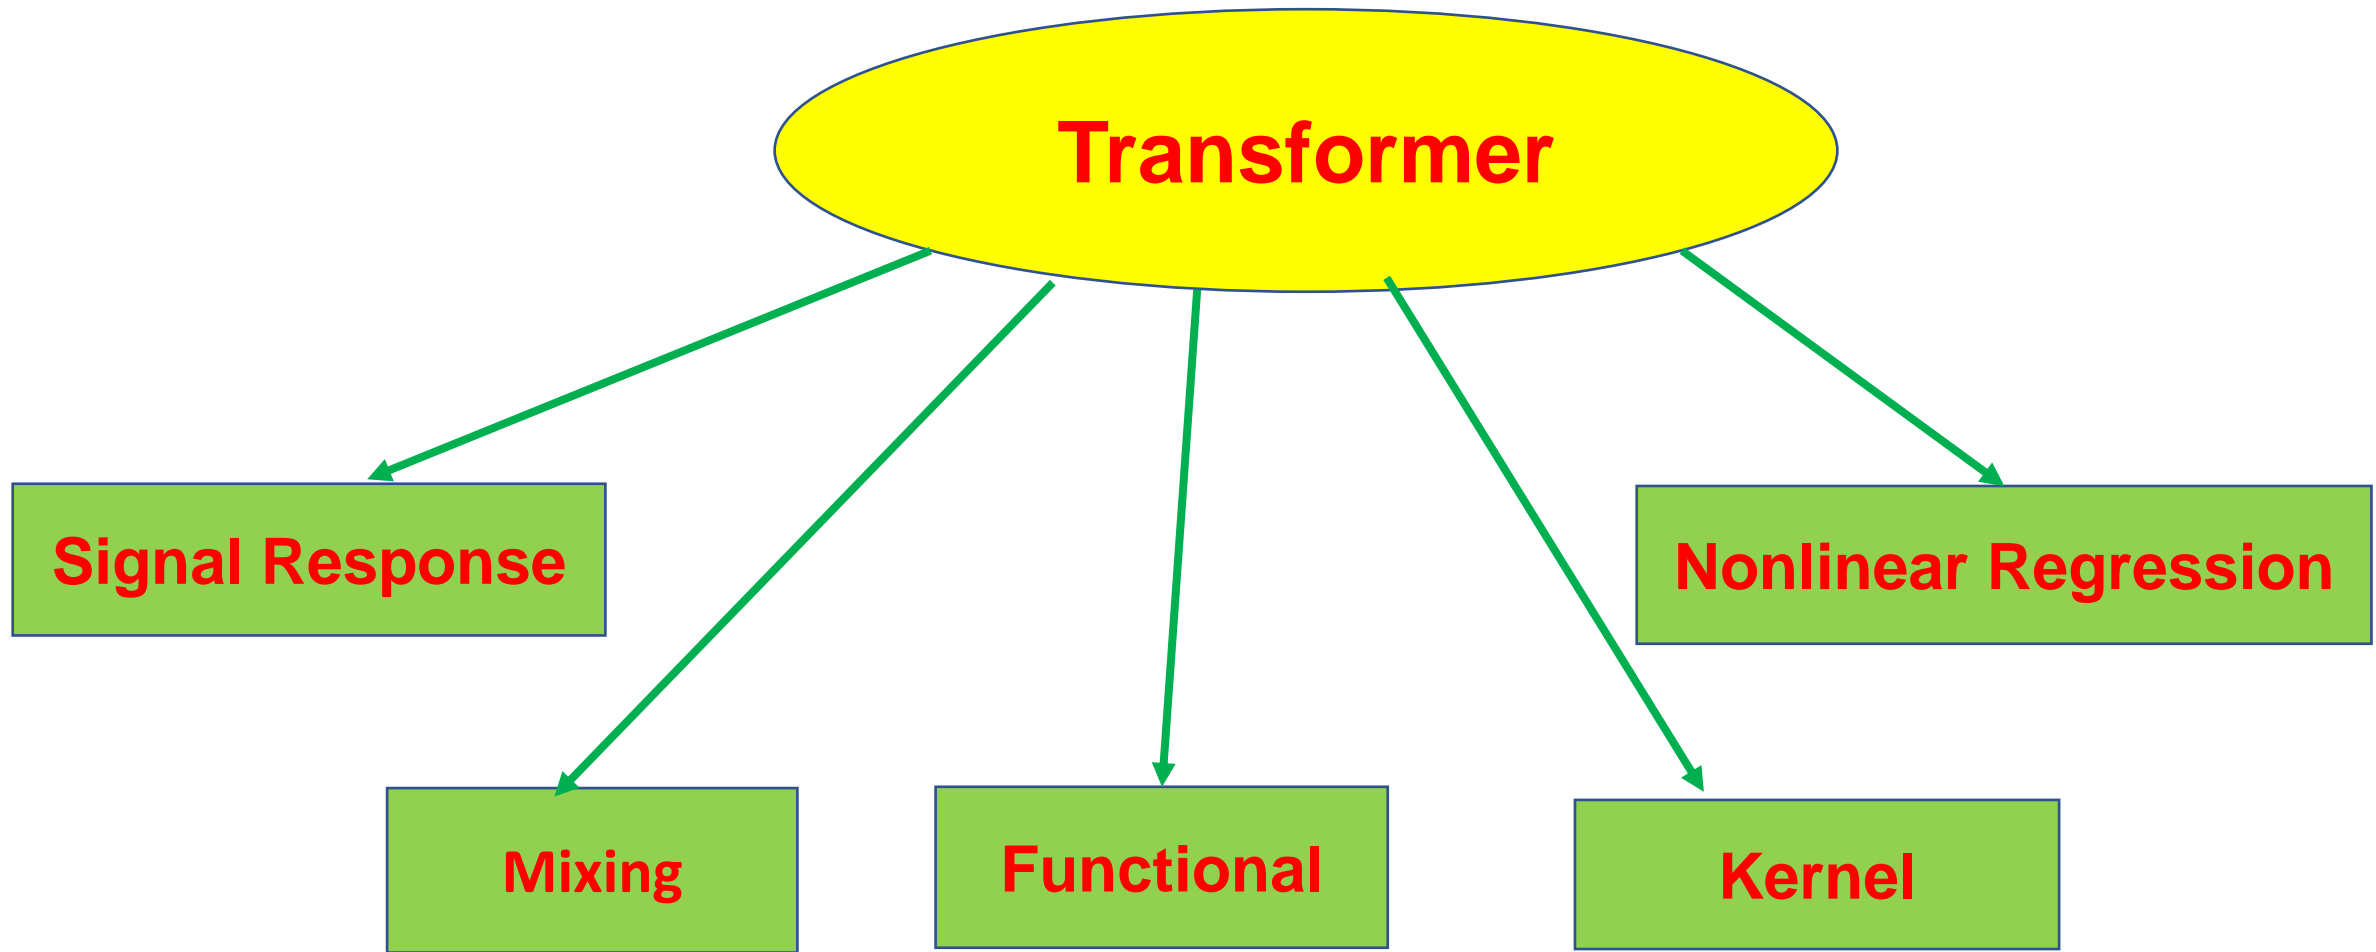 Transformer
Signal Response
Nonlinear Regression
Mixing
Functional
Kernel